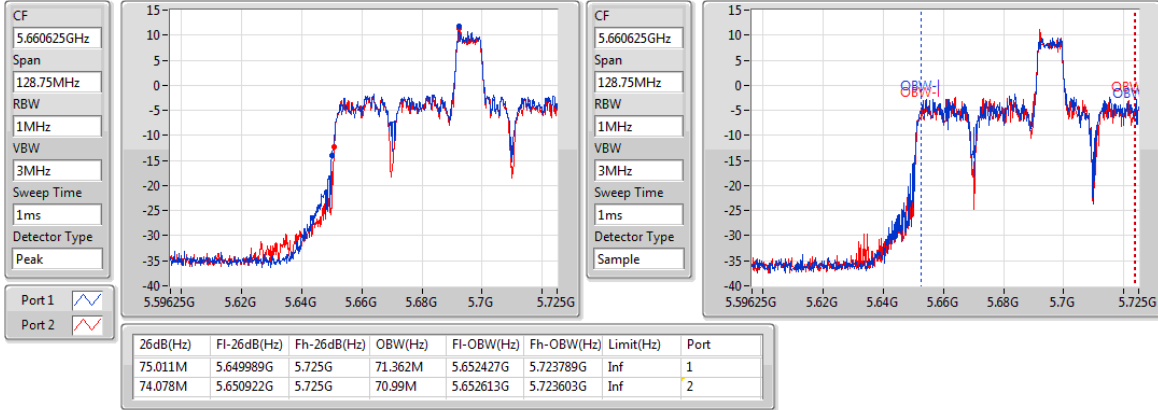 CF
5.660625GHz
Span
128.75MHz
RBW
1MHz
VBW
3MHz
Sweep Time
1ms
Detector Type
Peak
Port 1
Port 2
15
10
5
0
-5
-10
-15
-20
-25
-30
-35
-40
5.59625G 5.62G 5.64G 5.66G 5.68G 5.7G 5.725G
CF
5.660625GHz
Span
128.75MHz
RBW
1MHz
VBW
3MHz
Sweep Time
1ms
Detector Type
Sample
15
10
5
0
-5
-10
-15
-20
-25
-30
-35
-40
OBW-l
OBW-l
OBW
OBW
5.59625G 5.62G 5.64G 5.66G 5.68G 5.7G 5.725G
26dB(Hz) Fl-26dB(Hz) Fh-26dB(Hz) OBW(Hz) Fl-OBW(Hz) Fh-OBW(Hz) Limit(Hz) Port
75.011M 5.649989G 5.725G 71.362M 5.652427G 5.723789G Inf 1
74.078M 5.650922G 5.725G 70.99M 5.652613G 5.723603G Inf 2